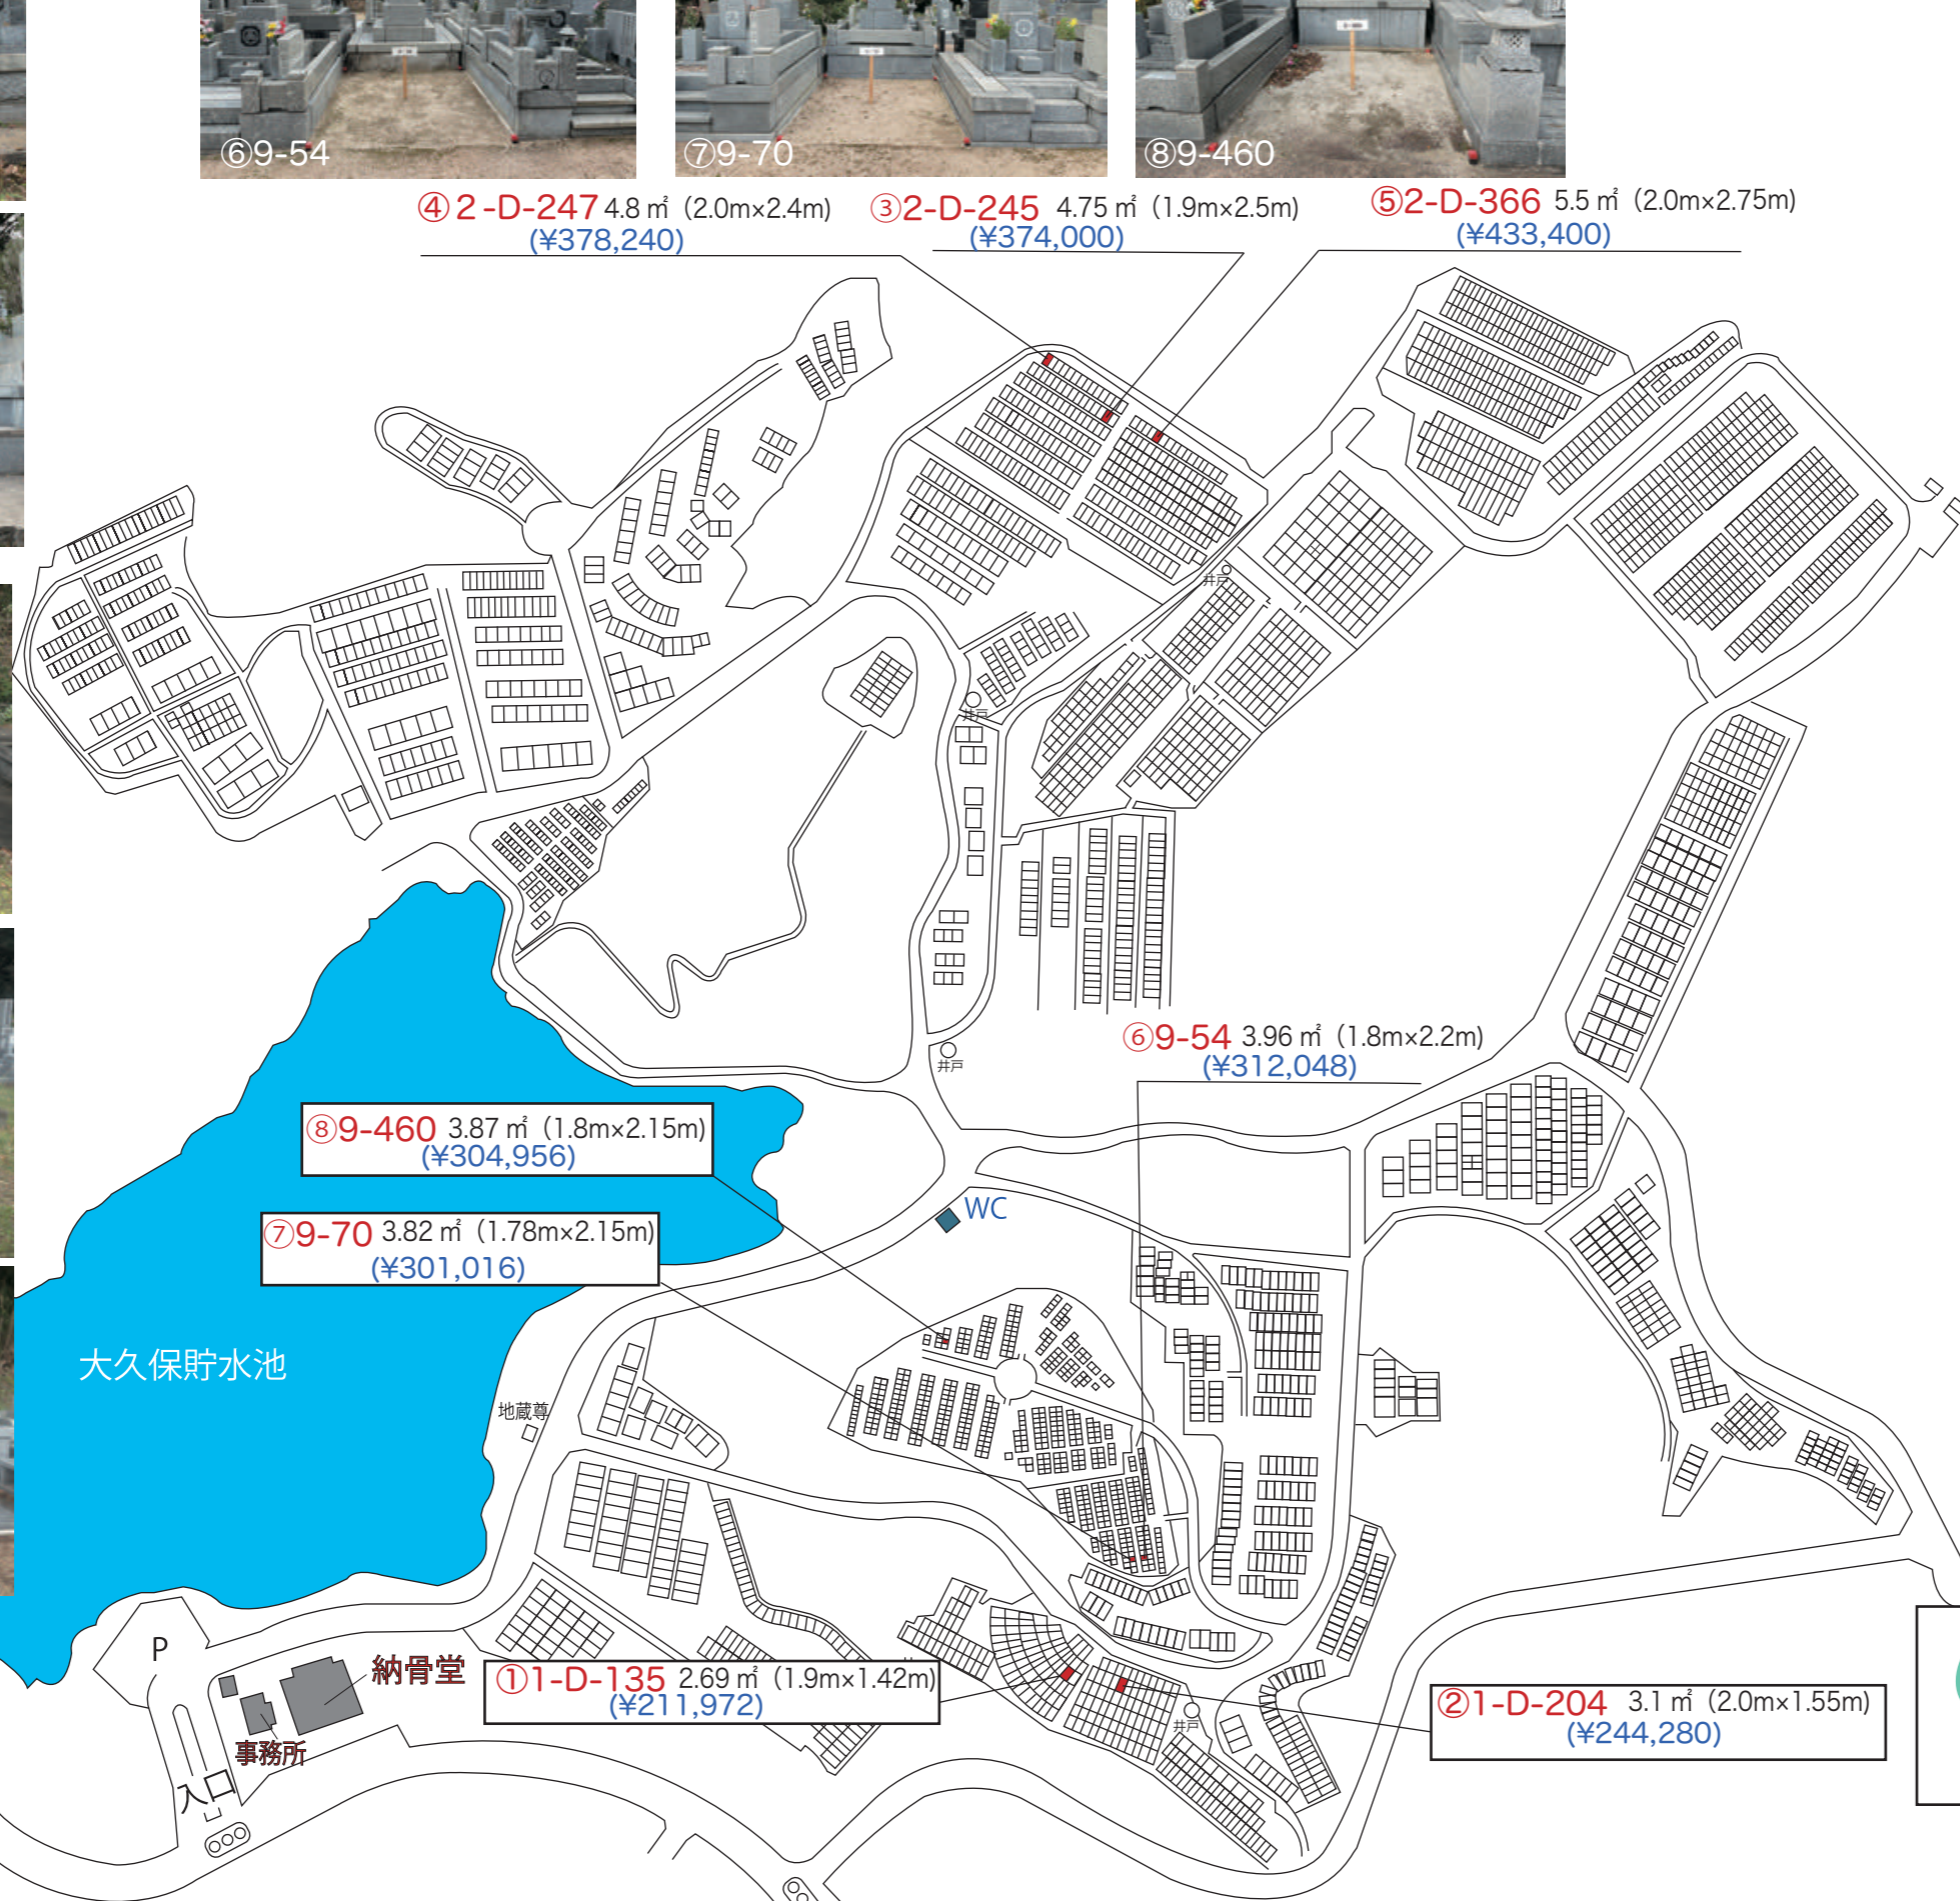 ⑥9-54
⑦9-70
⑧9-460
④2-D-247 4.8㎡（2.0m×2.4m)
(¥378,240)
③2-D-245 4.75㎡（1.9m×2.5m)
(¥374,000)
⑤2-D-366 5.5㎡（2.0m×2.75m)
(¥433,400)
井戸
井戸
⑥9-54 3.96㎡（1.8m×2.2m)
(¥312,048)
井戸
⑧9-460 3.87㎡（1.8m×2.15m)
(¥304,956)
WC
⑦9-70 3.82㎡（1.78m×2.15m)
(¥301,016)
大久保貯水池
地蔵尊
P
納骨堂
①1-D-135 2.69㎡（1.9m×1.42m)
(¥211,972)
②1-D-204 3.1㎡（2.0m×1.55m)
(¥244,280)
井戸
事務所
入口